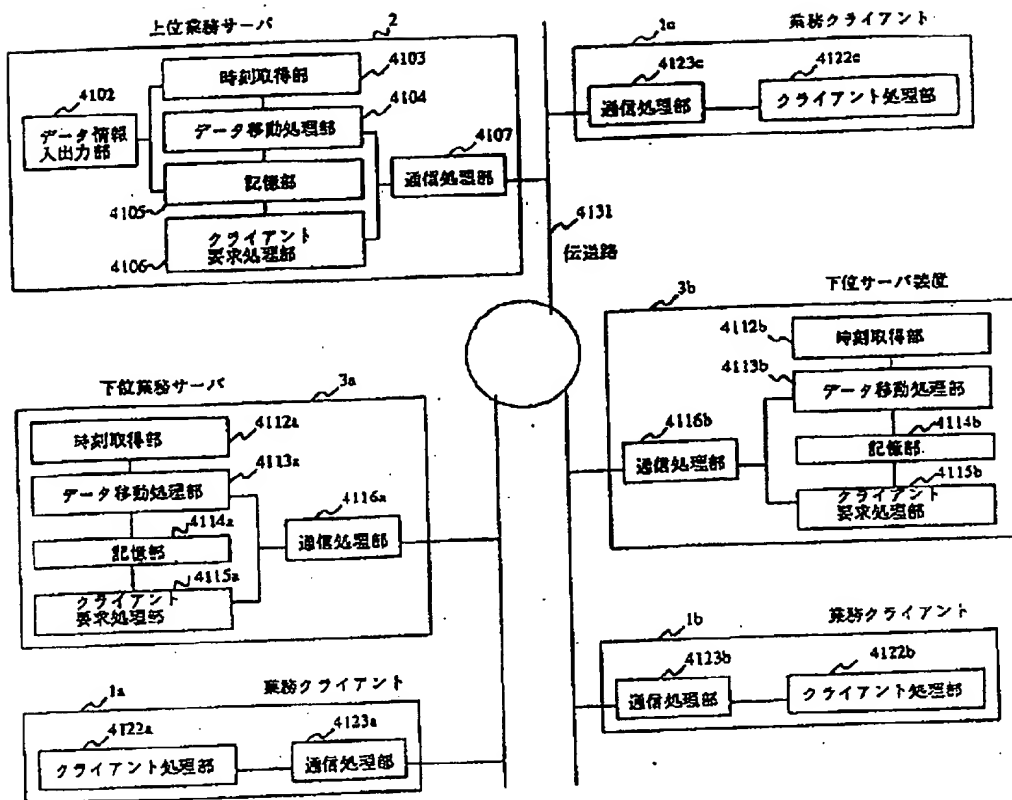 上位業務サーバ
2
時刻取得部
4103
4102
データ情報
入出力部
データ移動処理部
4104
記憶部
4105
クライアント
要求処理部
4106
通信処理部
4107
4131
伝送路
業務クライアント
1c
4123c
通信処理部
4122c
クライアント処理部
下位サーバ装置
3b
4112b
時刻取得部
4113b
データ移動処理部
4114b
記憶部
4115b
クライアント
要求処理部
4116b
通信処理部
下位業務サーバ
3a
時刻取得部
4112a
4113a
データ移動処理部
4114a
記憶部
4115a
クライアント
要求処理部
4116a
通信処理部
業務クライアント
1b
4123b
通信処理部
4122b
クライアント処理部
業務クライアント
1a
4122a
クライアント処理部
4123a
通信処理部